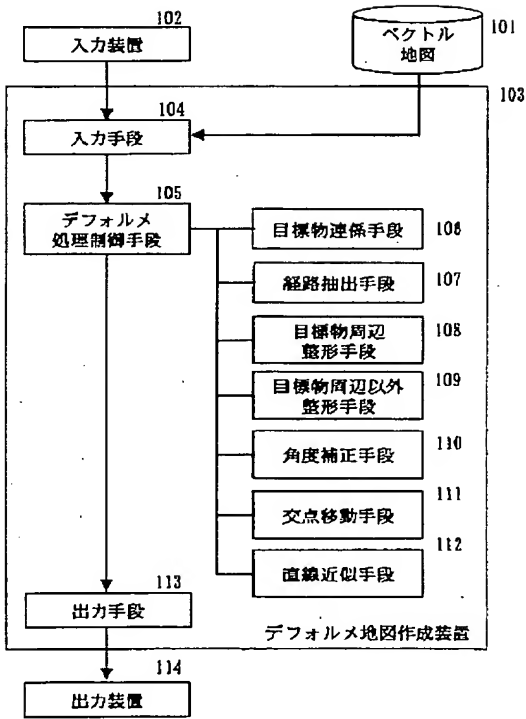 102
入力装置
ベクトル
地図
101
103
104
入力手段
105
デフォルメ
処理制御手段
目標物連係手段
106
経路抽出手段
107
目標物周辺
整形手段
108
目標物周辺以外
整形手段
109
角度補正手段
110
交点移動手段
111
直線近似手段
112
113
出力手段
デフォルメ地図作成装置
114
出力装置